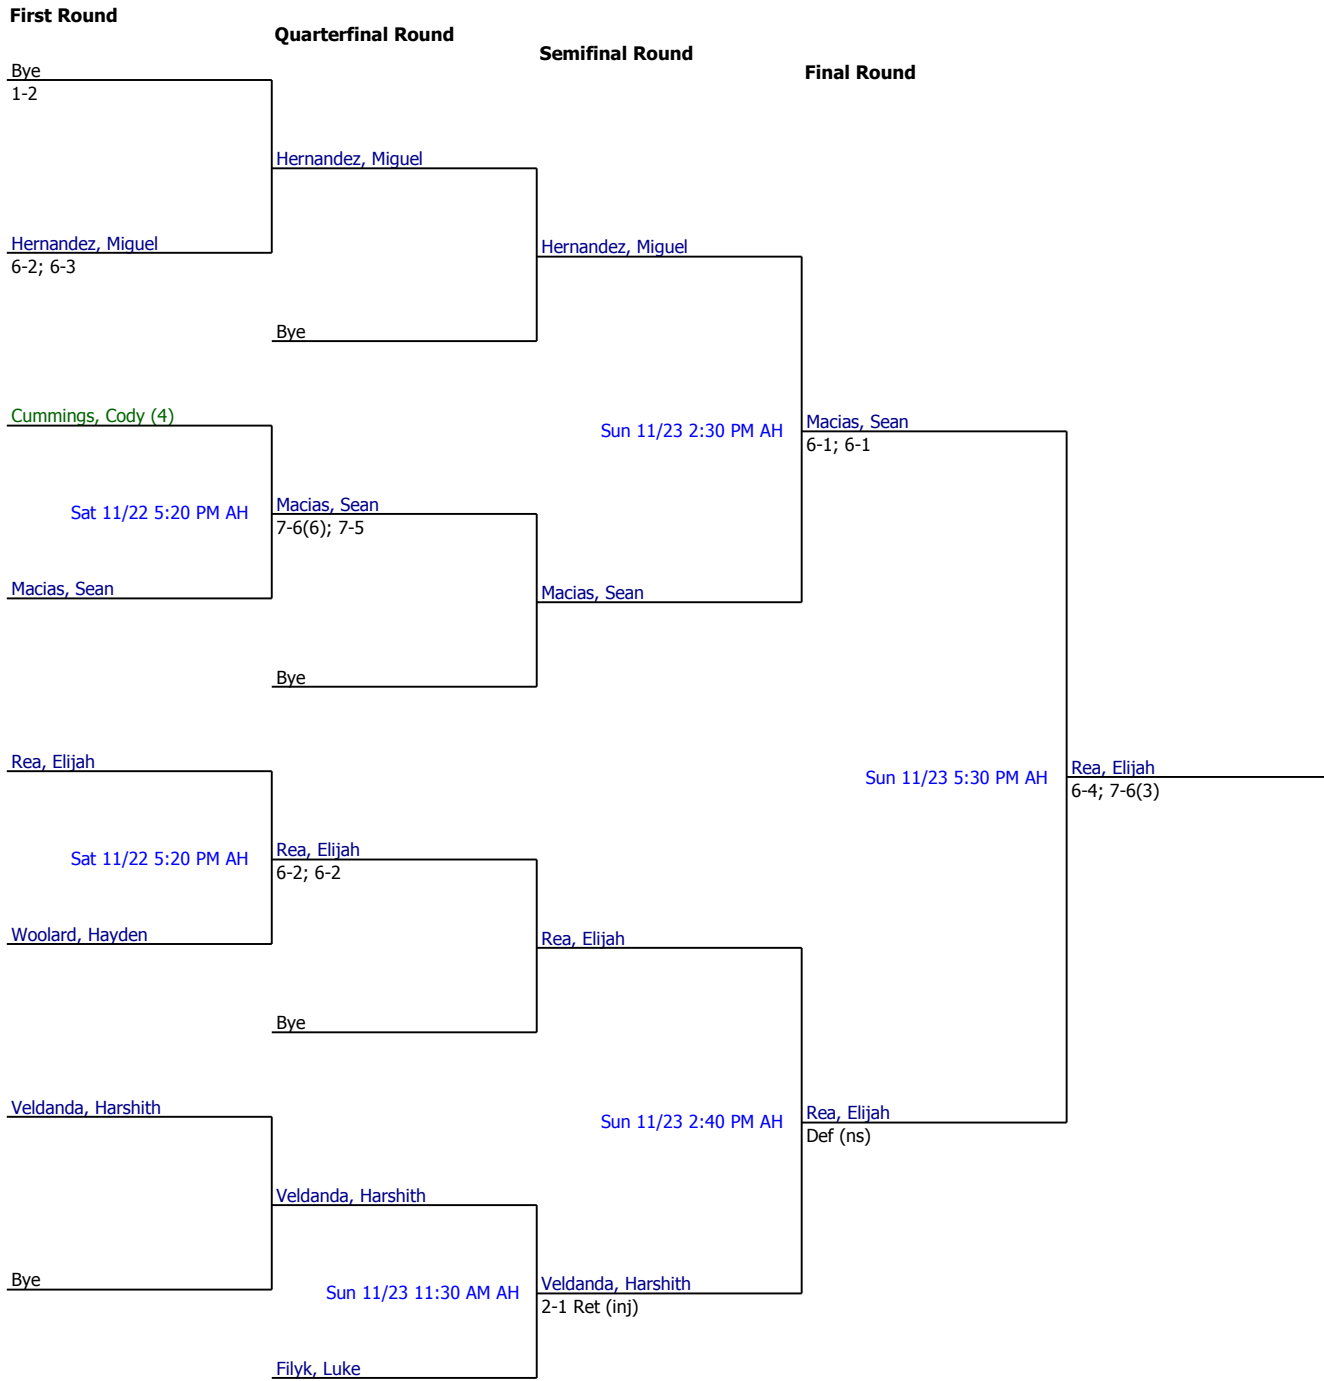 First Round
Quarterfinal Round
Semifinal Round
Final Round
Bye
1-2
Hernandez, Miguel
Hernandez, Miguel
6-2; 6-3
Hernandez, Miguel
Bye
Cummings, Cody (4)
Sun 11/23 2:30 PM AH
Macias, Sean
6-1; 6-1
Sat 11/22 5:20 PM AH
Macias, Sean
7-6(6); 7-5
Macias, Sean
Macias, Sean
Bye
Rea, Elijah
Sun 11/23 5:30 PM AH
Rea, Elijah
6-4; 7-6(3)
Sat 11/22 5:20 PM AH
Rea, Elijah
6-2; 6-2
Woolard, Hayden
Rea, Elijah
Bye
Veldanda, Harshith
Sun 11/23 2:40 PM AH
Rea, Elijah
Def (ns)
Veldanda, Harshith
Bye
Sun 11/23 11:30 AM AH
Veldanda, Harshith
2-1 Ret (inj)
Filyk, Luke